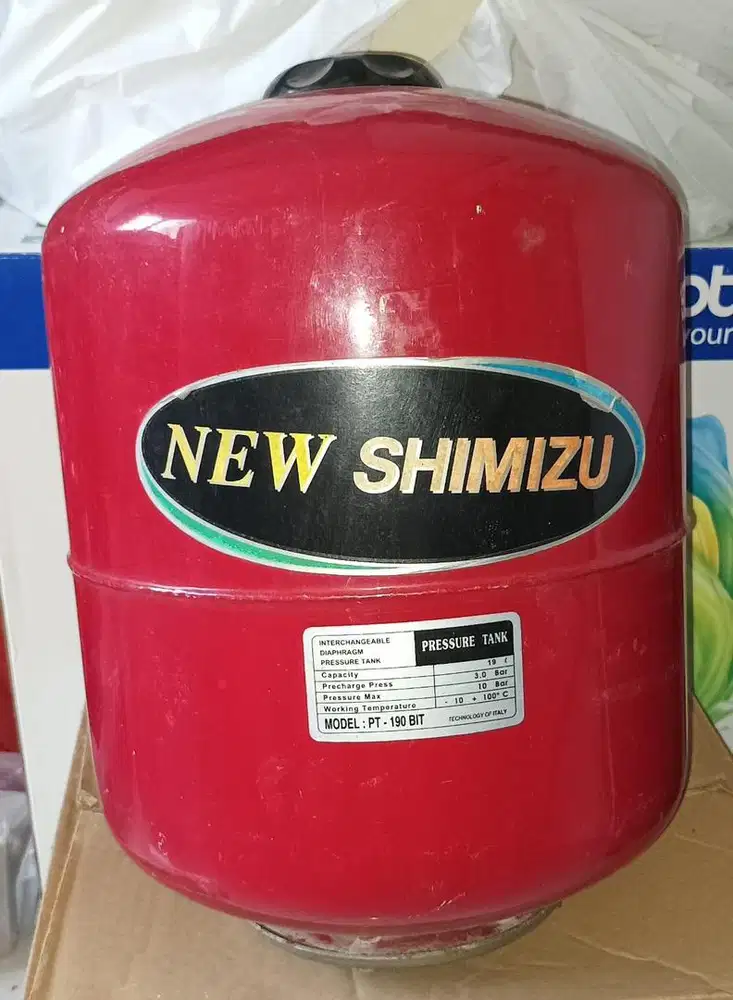 NEW SHIMIZU
INTERCHANGEABLE
DIAPHRAGM
PRESSURE TANK
PRESSURE TANK
Capacity 19 ℓ
Precharge Press 3.0 Bar
Pressure Max 10 Bar
Working Temperature - 10 + 100° C
MODEL : PT - 190 BIT TECHNOLOGY OF ITALY